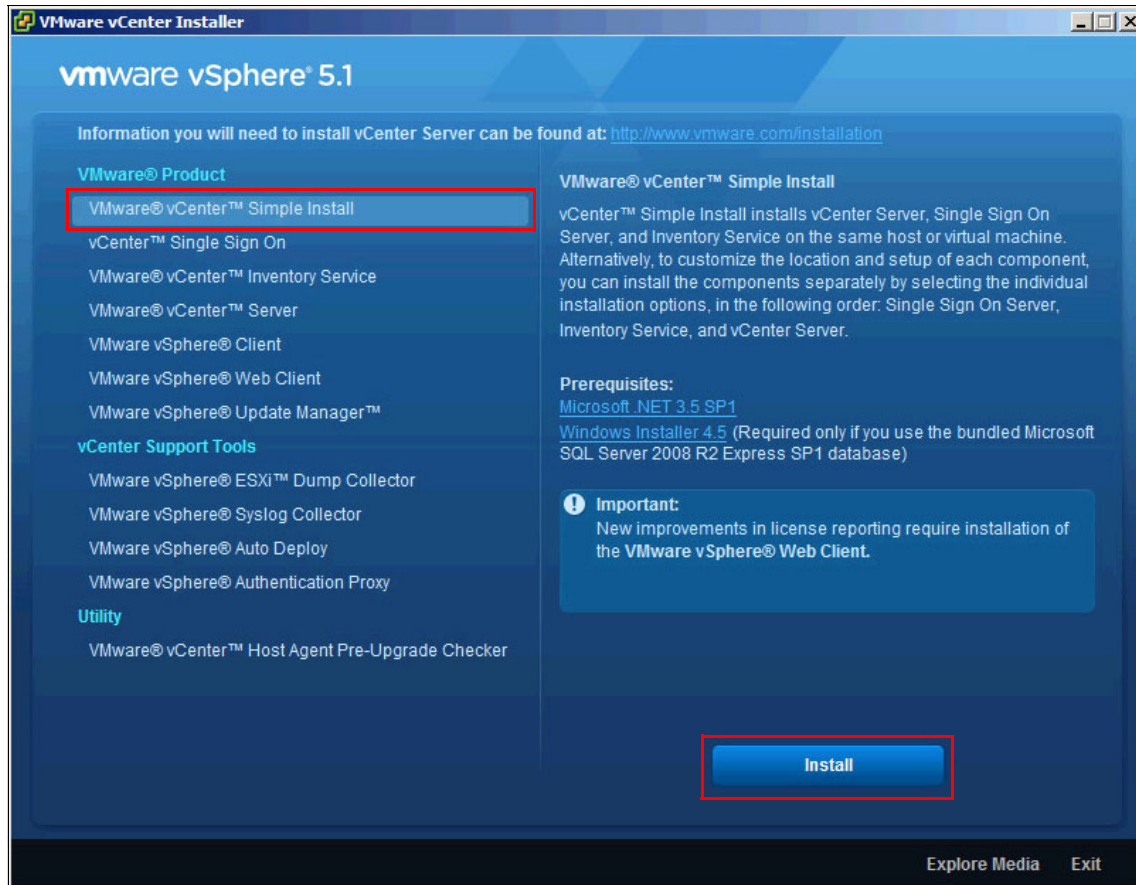 VMware vCenter Installer
vmware vSphere® 5.1
Information you will need to install vCenter Server can be found at: http://www.vmware.com/installation
VMware® Product
VMware® vCenter™ Simple Install
vCenter™ Single Sign On
VMware® vCenter™ Inventory Service
VMware® vCenter™ Server
VMware vSphere® Client
VMware vSphere® Web Client
VMware vSphere® Update Manager™
vCenter Support Tools
VMware vSphere® ESXi™ Dump Collector
VMware vSphere® Syslog Collector
VMware vSphere® Auto Deploy
VMware vSphere® Authentication Proxy
Utility
VMware® vCenter™ Host Agent Pre-Upgrade Checker
VMware® vCenter™ Simple Install
vCenter™ Simple Install installs vCenter Server, Single Sign On
Server, and Inventory Service on the same host or virtual machine.
Alternatively, to customize the location and setup of each component,
you can install the components separately by selecting the individual
installation options, in the following order: Single Sign On Server,
Inventory Service, and vCenter Server.
Prerequisites:
Microsoft .NET 3.5 SP1
Windows Installer 4.5 (Required only if you use the bundled Microsoft
SQL Server 2008 R2 Express SP1 database)
Important:
New improvements in license reporting require installation of
the VMware vSphere® Web Client.
Install
Explore Media Exit